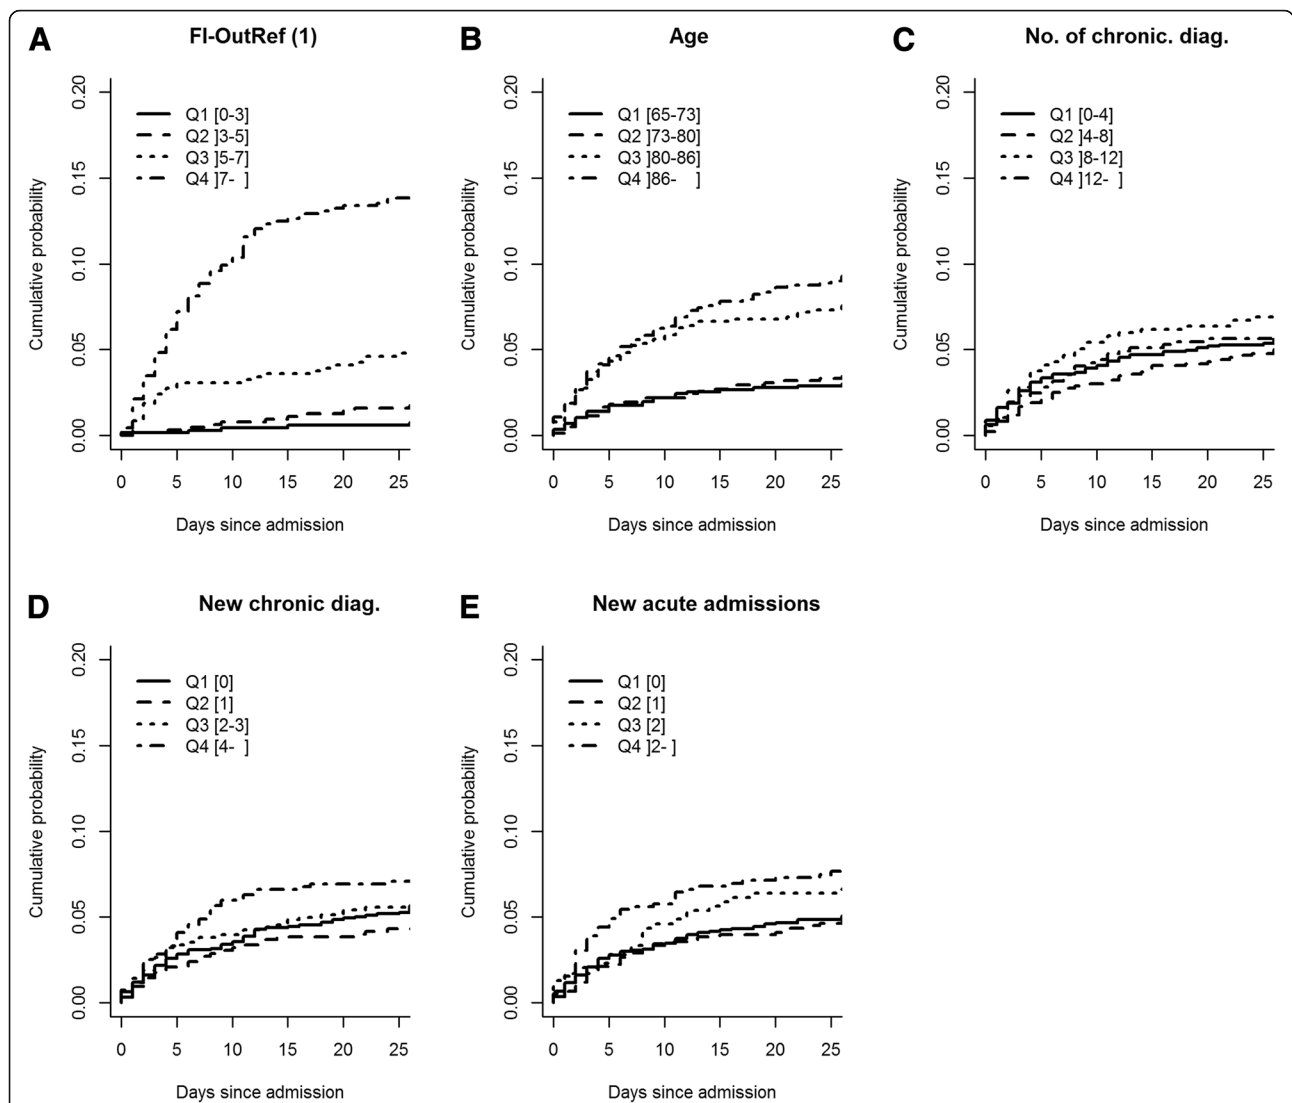 A FI-OutRef (1)
Cumulative probability
0.20
0.15
0.10
0.05
0.00
Q1 [0-3]
Q2 ]3-5]
Q3 ]5-7]
Q4 ]7- ]
0 5 10 15 20 25
Days since admission
B Age
Cumulative probability
0.20
0.15
0.10
0.05
0.00
Q1 [65-73]
Q2 ]73-80]
Q3 ]80-86]
Q4 ]86- ]
0 5 10 15 20 25
Days since admission
C No. of chronic. diag.
Cumulative probability
0.20
0.15
0.10
0.05
0.00
Q1 [0-4]
Q2 ]4-8]
Q3 ]8-12]
Q4 ]12- ]
0 5 10 15 20 25
Days since admission
D New chronic diag.
Cumulative probability
0.20
0.15
0.10
0.05
0.00
Q1 [0]
Q2 [1]
Q3 [2-3]
Q4 [4- ]
0 5 10 15 20 25
Days since admission
E New acute admissions
Cumulative probability
0.20
0.15
0.10
0.05
0.00
Q1 [0]
Q2 [1]
Q3 [2]
Q4 ]2- ]
0 5 10 15 20 25
Days since admission